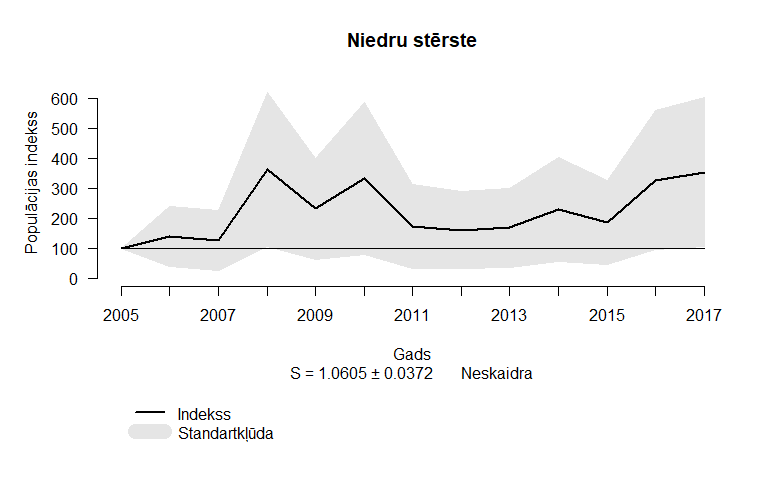 Niedru stērste
Populācijas indekss
600
500
400
300
200
100
0
2005 2007 2009 2011 2013 2015 2017
Gads
S = 1.0605 ± 0.0372 Neskaidra
Indekss
Standartkļūda